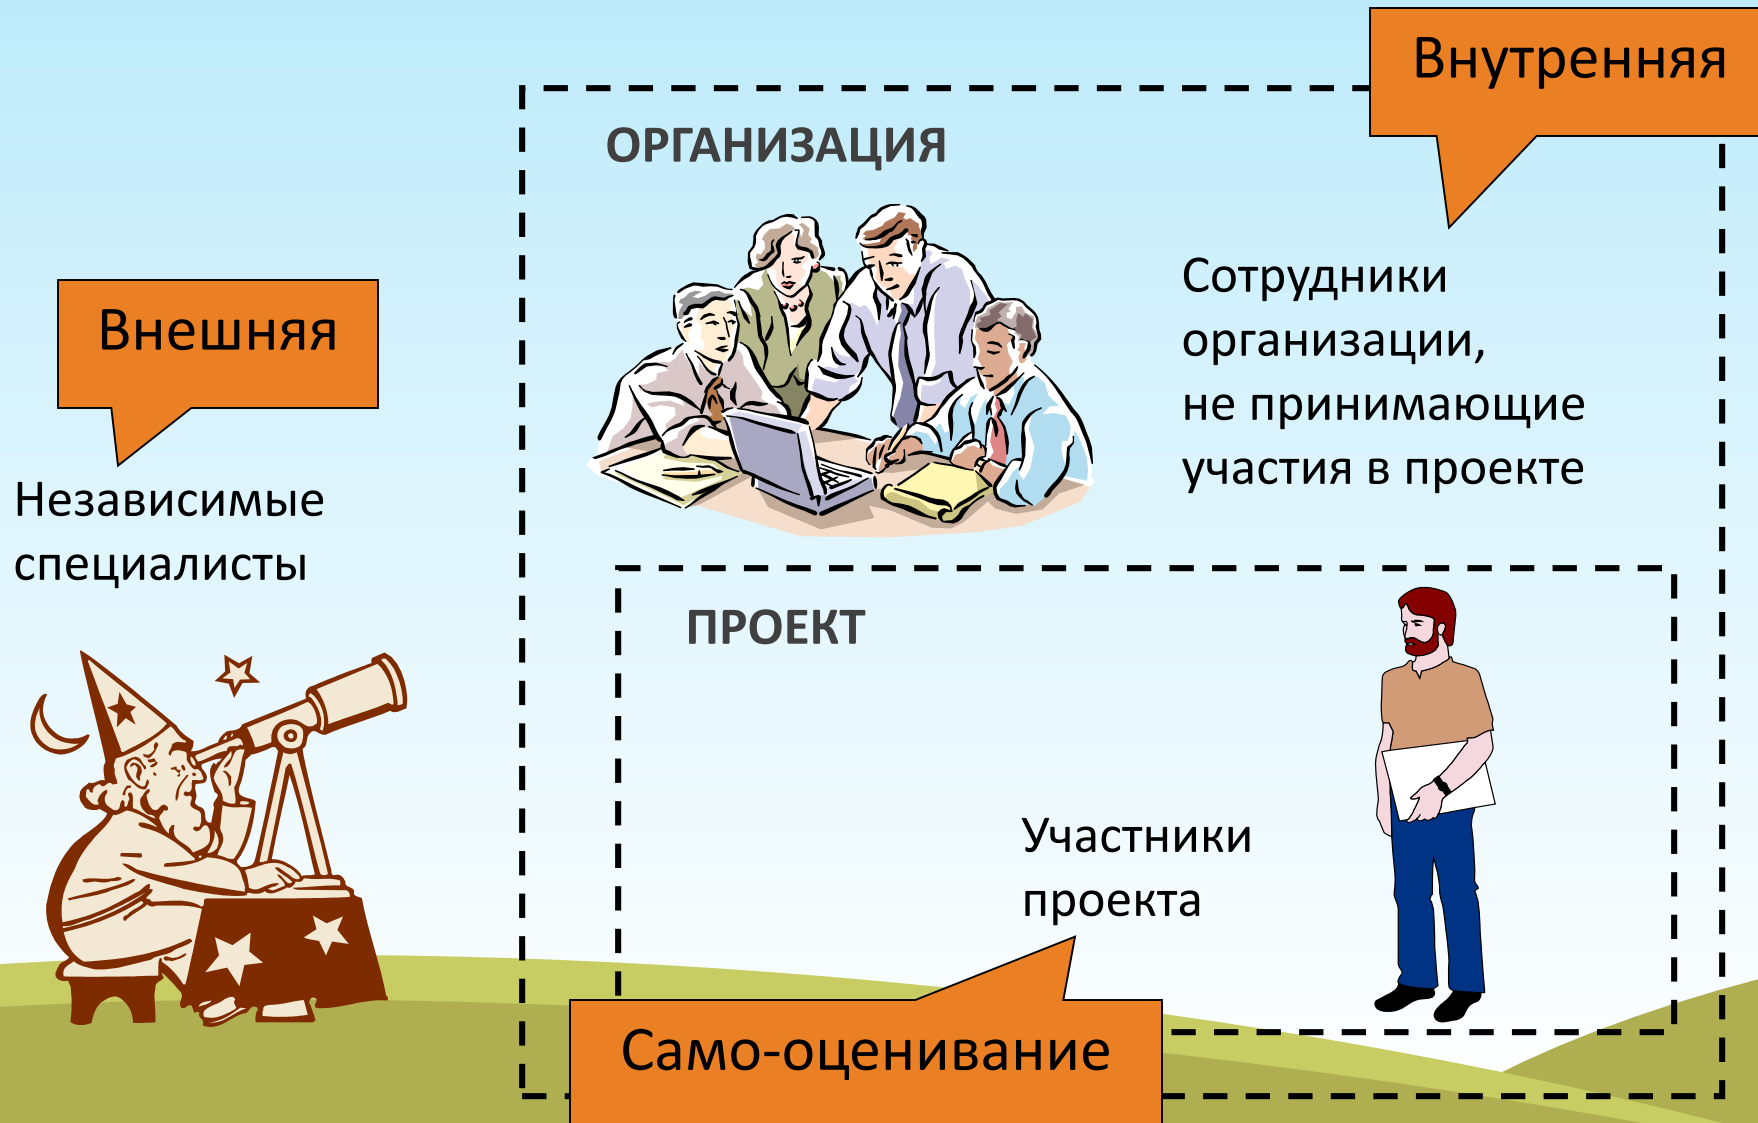 Внутренняя
ОРГАНИЗАЦИЯ
Сотрудники
организации,
не принимающие
участия в проекте
Внешняя
Независимые
специалисты
ПРОЕКТ
Участники
проекта
Само-оценивание